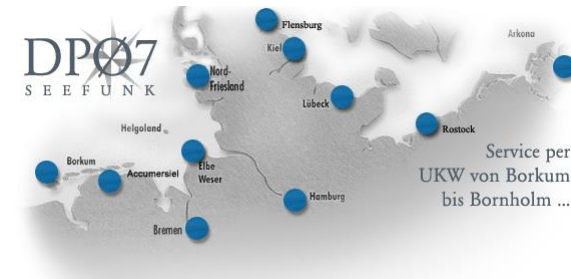 DPØ7
SEEFUNK
Flensburg
Kiel
Arkona
Nord-
Friesland
Lübeck
Rostock
Helgoland
Borkum
Accumersiel
Elbe
Weser
Hamburg
Bremen
Service per
UKW von Borkum
bis Bornholm ...